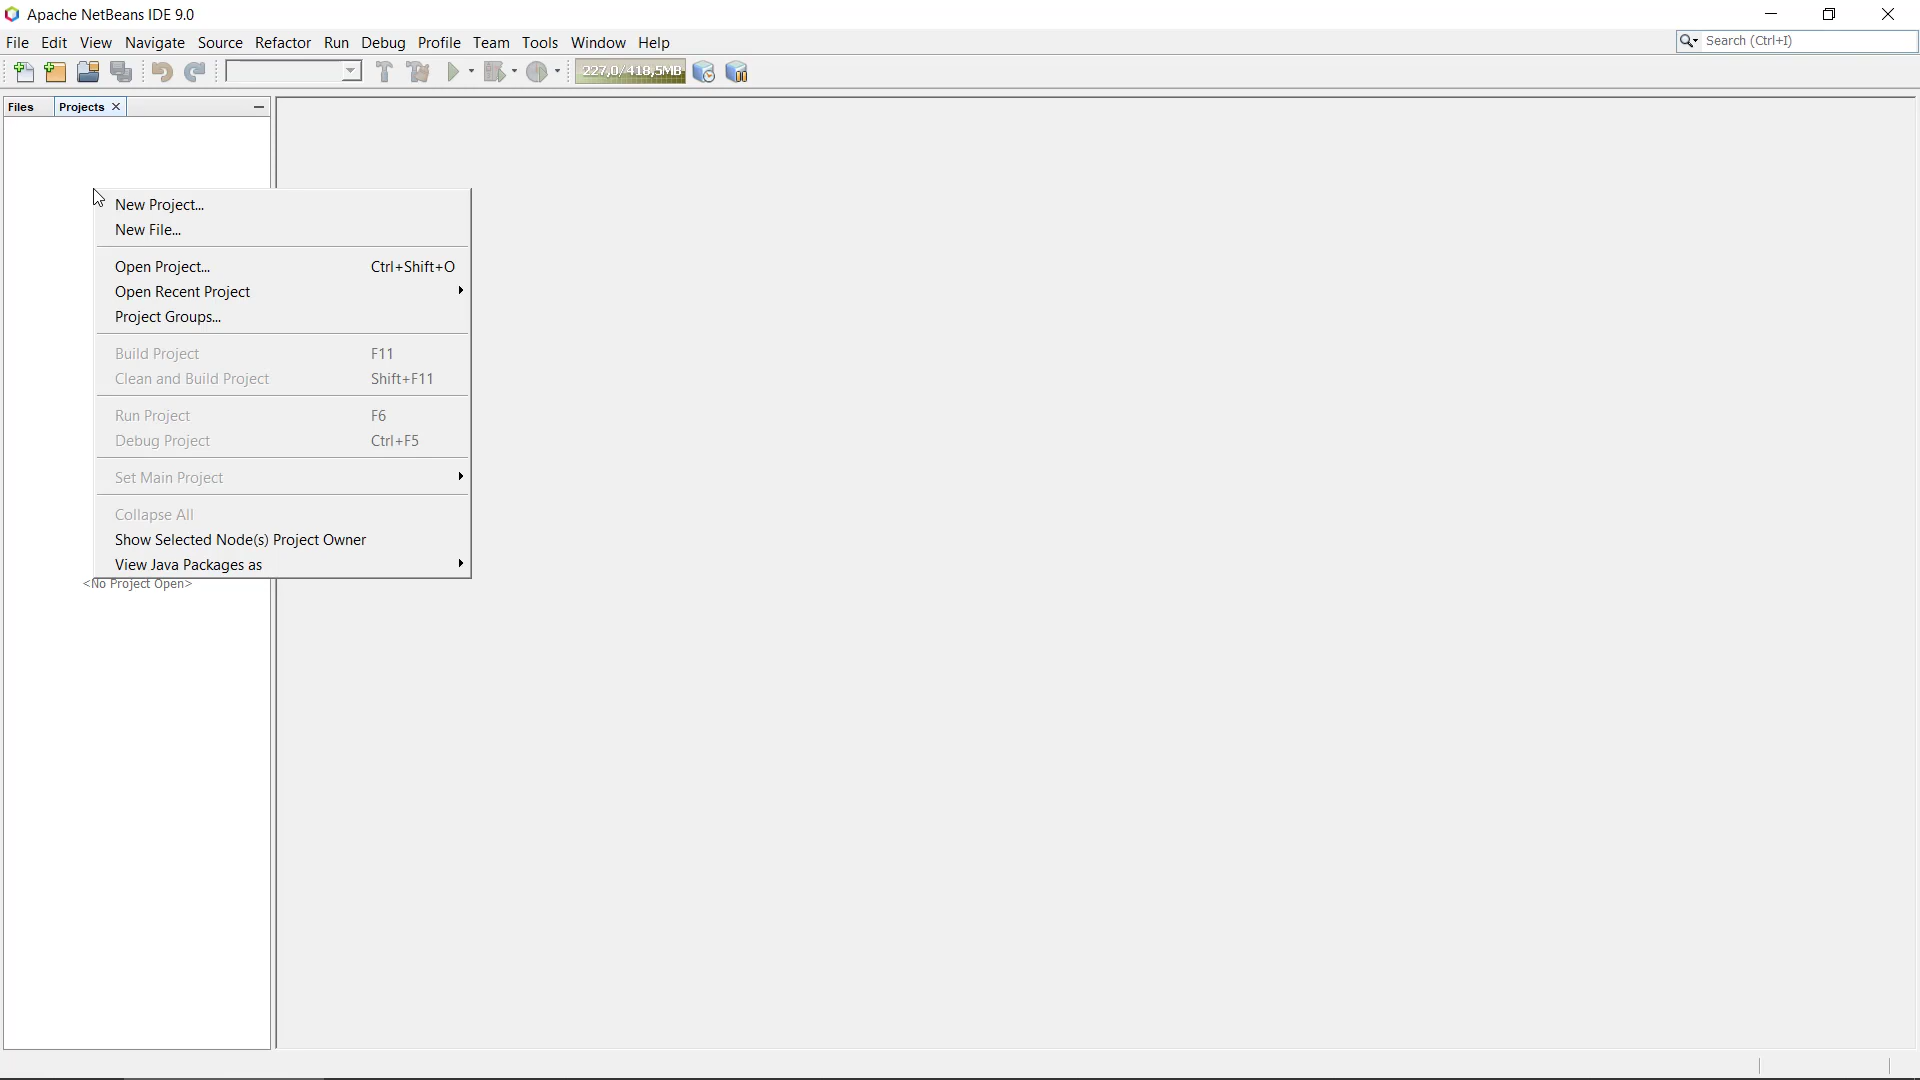 Apache NetBeans IDE 9.0
File Edit View Navigate Source Refactor Run Debug Profile Team Tools Window Help
Search (Ctrl+I)
227,0/418,5MB
Files Projects
New Project...
New File...
Open Project... Ctrl+Shift+O
Open Recent Project
Project Groups...
Build Project F11
Clean and Build Project Shift+F11
Run Project F6
Debug Project Ctrl+F5
Set Main Project
Collapse All
Show Selected Node(s) Project Owner
View Java Packages as
<No Project Open>